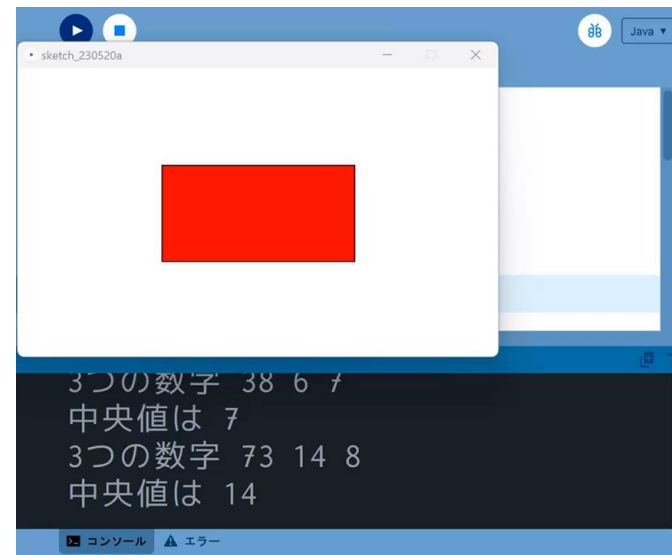 Java ▼
sketch_230520a
3つの数字 38 6 7
中央値は 7
3つの数字 73 14 8
中央値は 14
コンソール エラー